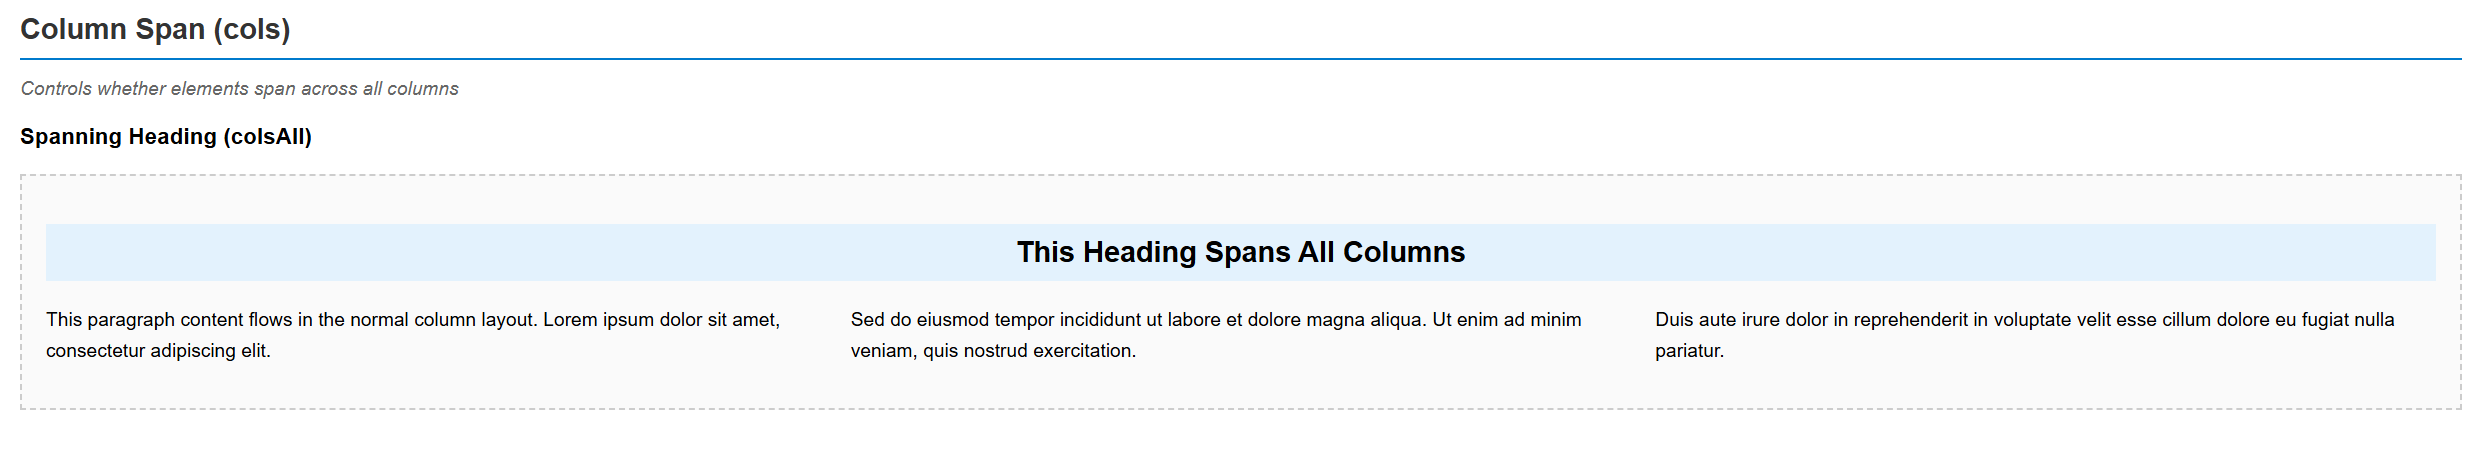 Column Span (cols)
Controls whether elements span across all columns
Spanning Heading (colsAll)
This Heading Spans All Columns
This paragraph content flows in the normal column layout. Lorem ipsum dolor sit amet,
consectetur adipiscing elit.
Sed do eiusmod tempor incididunt ut labore et dolore magna aliqua. Ut enim ad minim
veniam, quis nostrud exercitation.
Duis aute irure dolor in reprehenderit in voluptate velit esse cillum dolore eu fugiat nulla
pariatur.